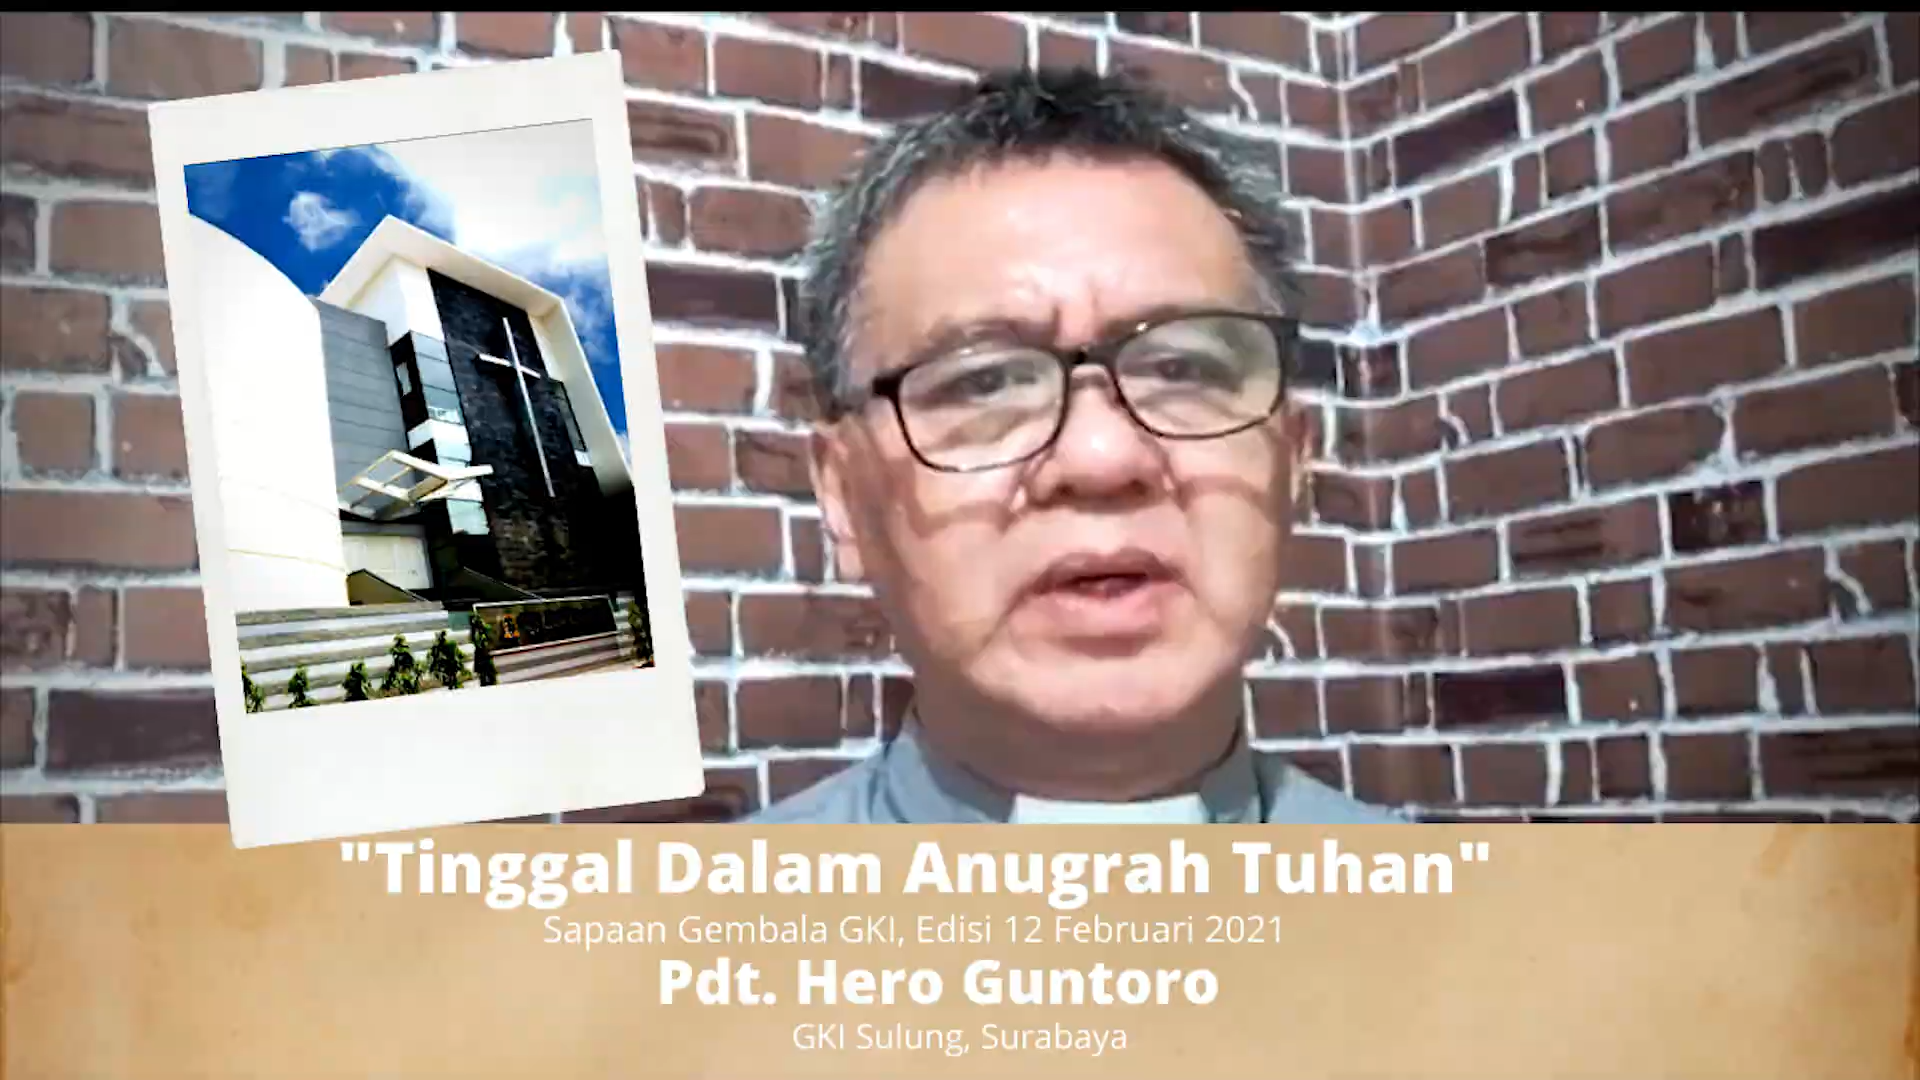 "Tinggal Dalam Anugrah Tuhan"
Sapaan Gembala GKI, Edisi 12 Februari 2021
Pdt. Hero Guntoro
GKI Sulung, Surabaya